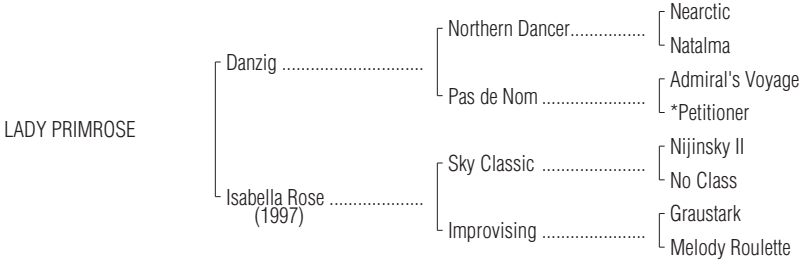 Nearctic
Northern Dancer................
Natalma
Danzig ..............................
Admiral's Voyage
Pas de Nom ......................
*Petitioner
LADY PRIMROSE
Nijinsky II
Sky Classic ......................
No Class
Isabella Rose ....................
(1997)
Graustark
Improvising ......................
Melody Roulette